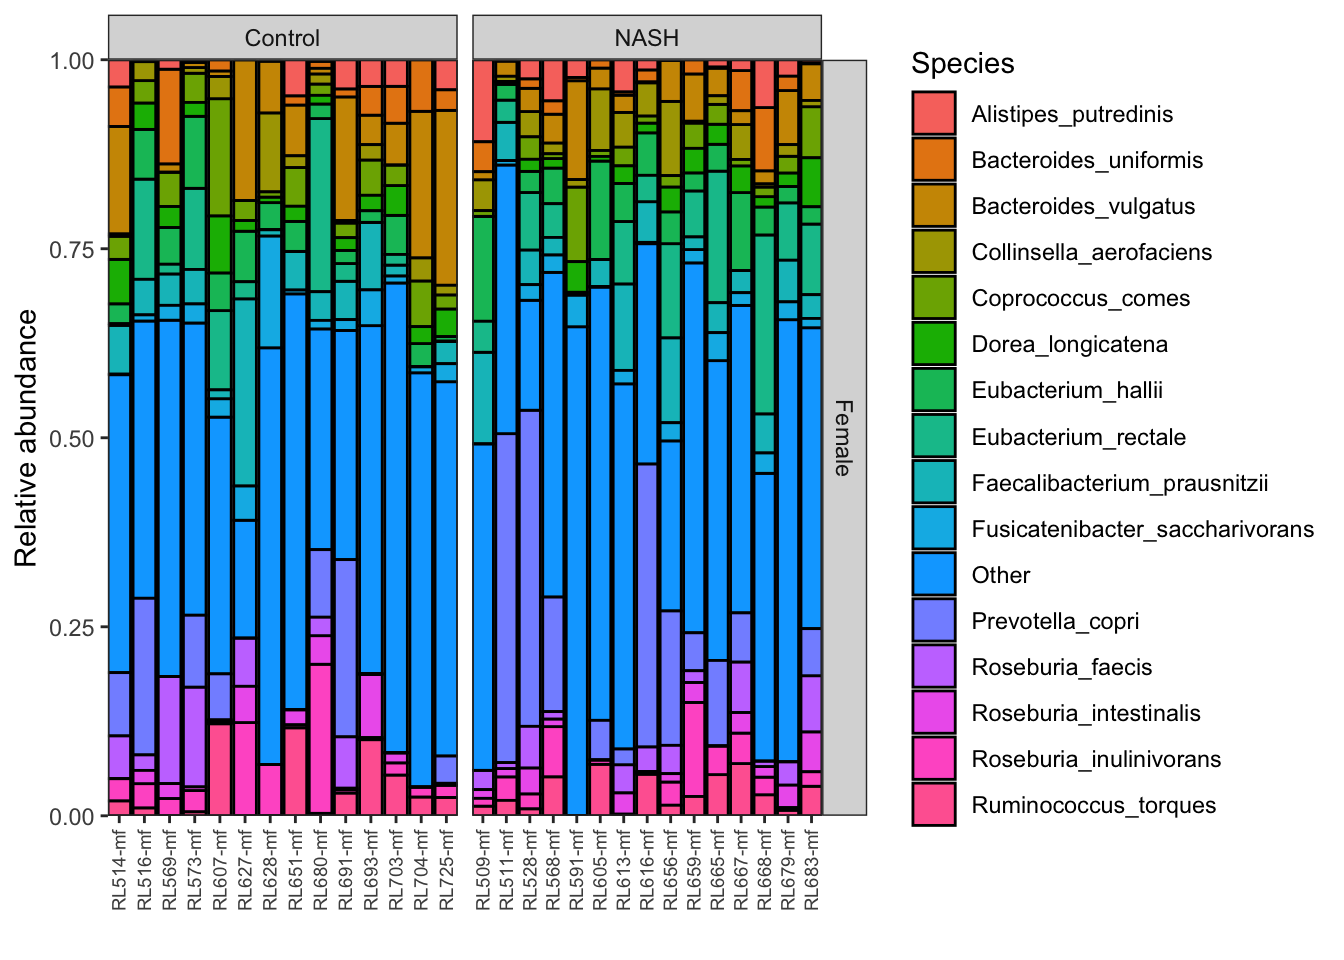 Control
NASH
Female
Relative abundance
1.00
0.75
0.50
0.25
0.00
RL514-mf
RL516-mf
RL569-mf
RL573-mf
RL607-mf
RL627-mf
RL628-mf
RL651-mf
RL680-mf
RL691-mf
RL693-mf
RL703-mf
RL704-mf
RL725-mf
RL509-mf
RL511-mf
RL528-mf
RL568-mf
RL591-mf
RL605-mf
RL613-mf
RL616-mf
RL656-mf
RL659-mf
RL665-mf
RL667-mf
RL668-mf
RL679-mf
RL683-mf
Species
Alistipes_putredinis
Bacteroides_uniformis
Bacteroides_vulgatus
Collinsella_aerofaciens
Coprococcus_comes
Dorea_longicatena
Eubacterium_hallii
Eubacterium_rectale
Faecalibacterium_prausnitzii
Fusicatenibacter_saccharivorans
Other
Prevotella_copri
Roseburia_faecis
Roseburia_intestinalis
Roseburia_inulinivorans
Ruminococcus_torques